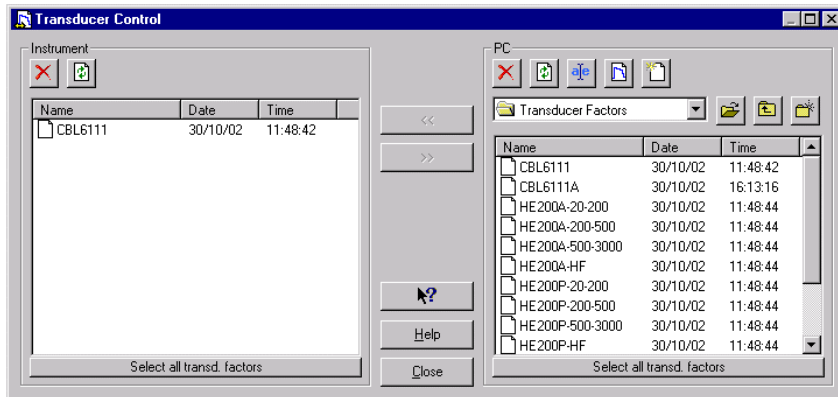 Transducer Control
Instrument
Name Date Time
CBL6111 30/10/02 11:48:42
Select all transd. factors
<<
>>
?
Help
Close
PC
a e
Transducer Factors
Name Date Time
CBL6111 30/10/02 11:48:42
CBL6111A 30/10/02 16:13:16
HE200A-20-200 30/10/02 11:48:44
HE200A-200-500 30/10/02 11:48:44
HE200A-500-3000 30/10/02 11:48:44
HE200A-HF 30/10/02 11:48:44
HE200P-20-200 30/10/02 11:48:44
HE200P-200-500 30/10/02 11:48:44
HE200P-500-3000 30/10/02 11:48:44
HE200P-HF 30/10/02 11:48:44
Select all transd. factors